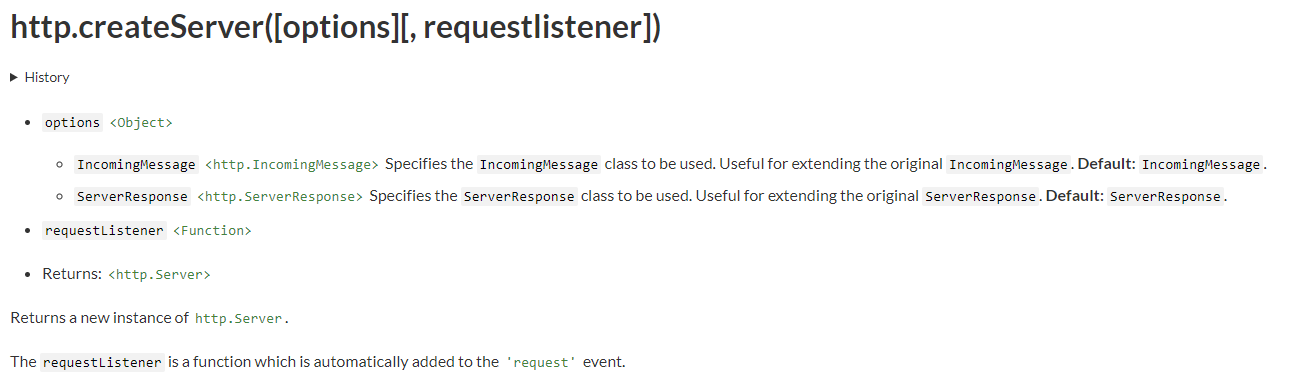 http.createServer([options][, requestlistener])
▶ History
• options <Object>
◦ IncomingMessage <http.IncomingMessage> Specifies the IncomingMessage class to be used. Useful for extending the original IncomingMessage. Default: IncomingMessage.
◦ ServerResponse <http.ServerResponse> Specifies the ServerResponse class to be used. Useful for extending the original ServerResponse. Default: ServerResponse.
• requestListener <Function>
• Returns: <http.Server>
Returns a new instance of http.Server.
The requestListener is a function which is automatically added to the 'request' event.